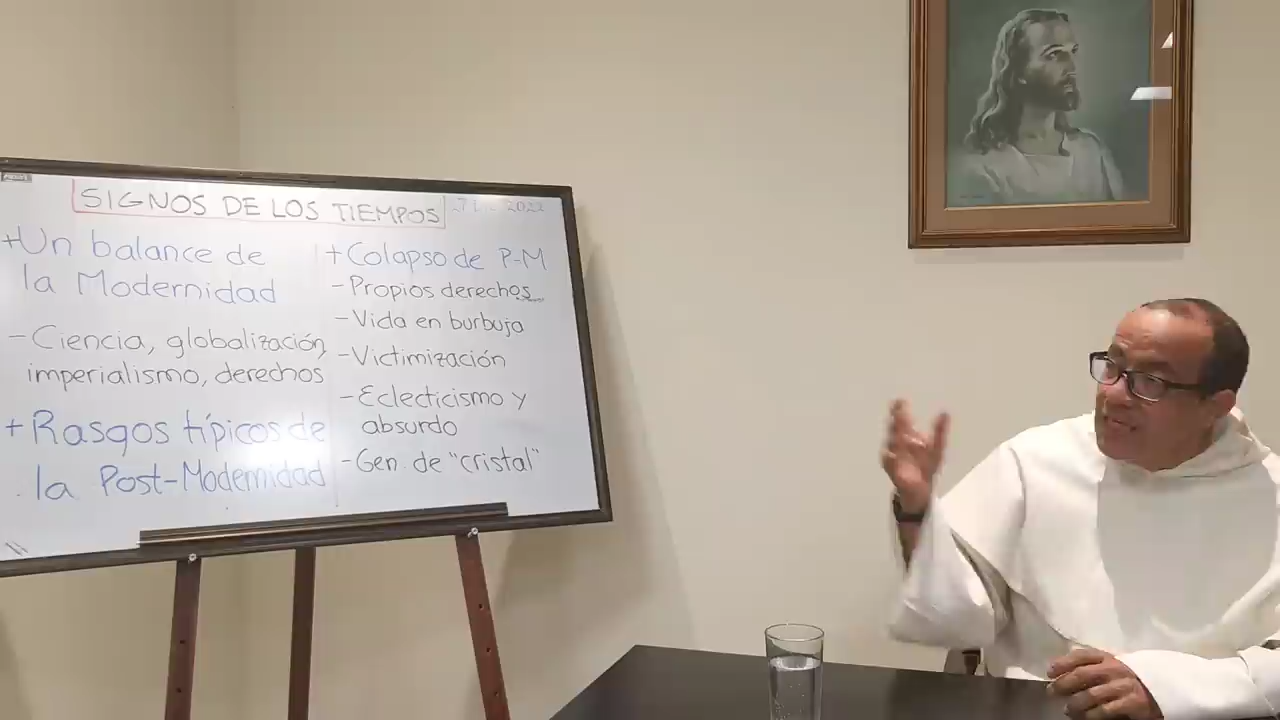 SIGNOS DE LOS TIEMPOS
2022
+Un balance de
la Modernidad
-Ciencia, globalización,
imperialismo, derechos
+Rasgos típicos de
la Post-Modernidad
+Colapso de P-M
-Propios derechos
-Vida en burbuja
-Victimización
-Eclecticismo y
absurdo
-Gen. de "cristal"